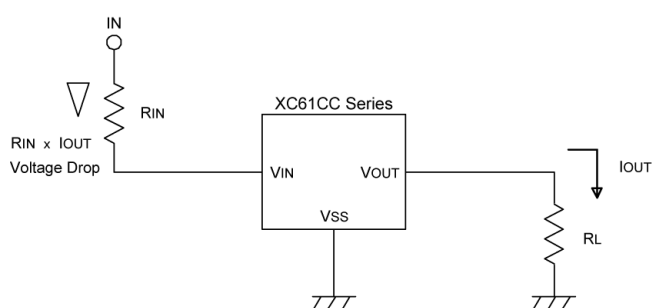 IN
RIN
RIN x IOUT
Voltage Drop
XC61CC Series
VIN
VOUT
VSS
IOUT
RL